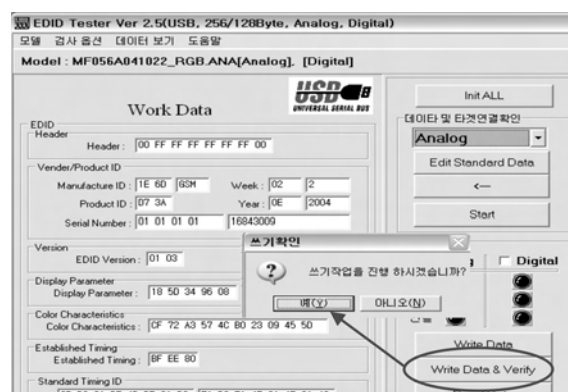 EDID Tester Ver 2.5(USB, 256/128Byte, Analog, Digital)
모델 검사 옵션 데이터 보기 도움말
Model : MF056A041022_RGB.ANA[Analog], [Digital]
Work Data
USB
UNIVERSAL SERIAL BUS
Init ALL
EDID
데이타 및 타겟연결확인
Header
Header : 00 FF FF FF FF FF FF 00
Analog
Edit Standard Data
Vender/Product ID
Manufacture ID : 1E 6D GSM Week : 02 2
<---
Product ID : 07 3A Year : 0E 2004
Serial Number : 01 01 01 01 16843009
Start
쓰기확인
Version
EDID Version : 01 03
Digital
쓰기작업을 진행 하시겠습니까?
예(Y) 아니오(N)
Display Parameter
Display Parameter : 18 50 34 96 08
Color Characteristics
Color Characteristics : CF 72 A3 57 4C B0 23 09 45 5D
Write Data
Established Timing
Established Timing : BF EE 80
Write Data & Verify
Standard Timing ID